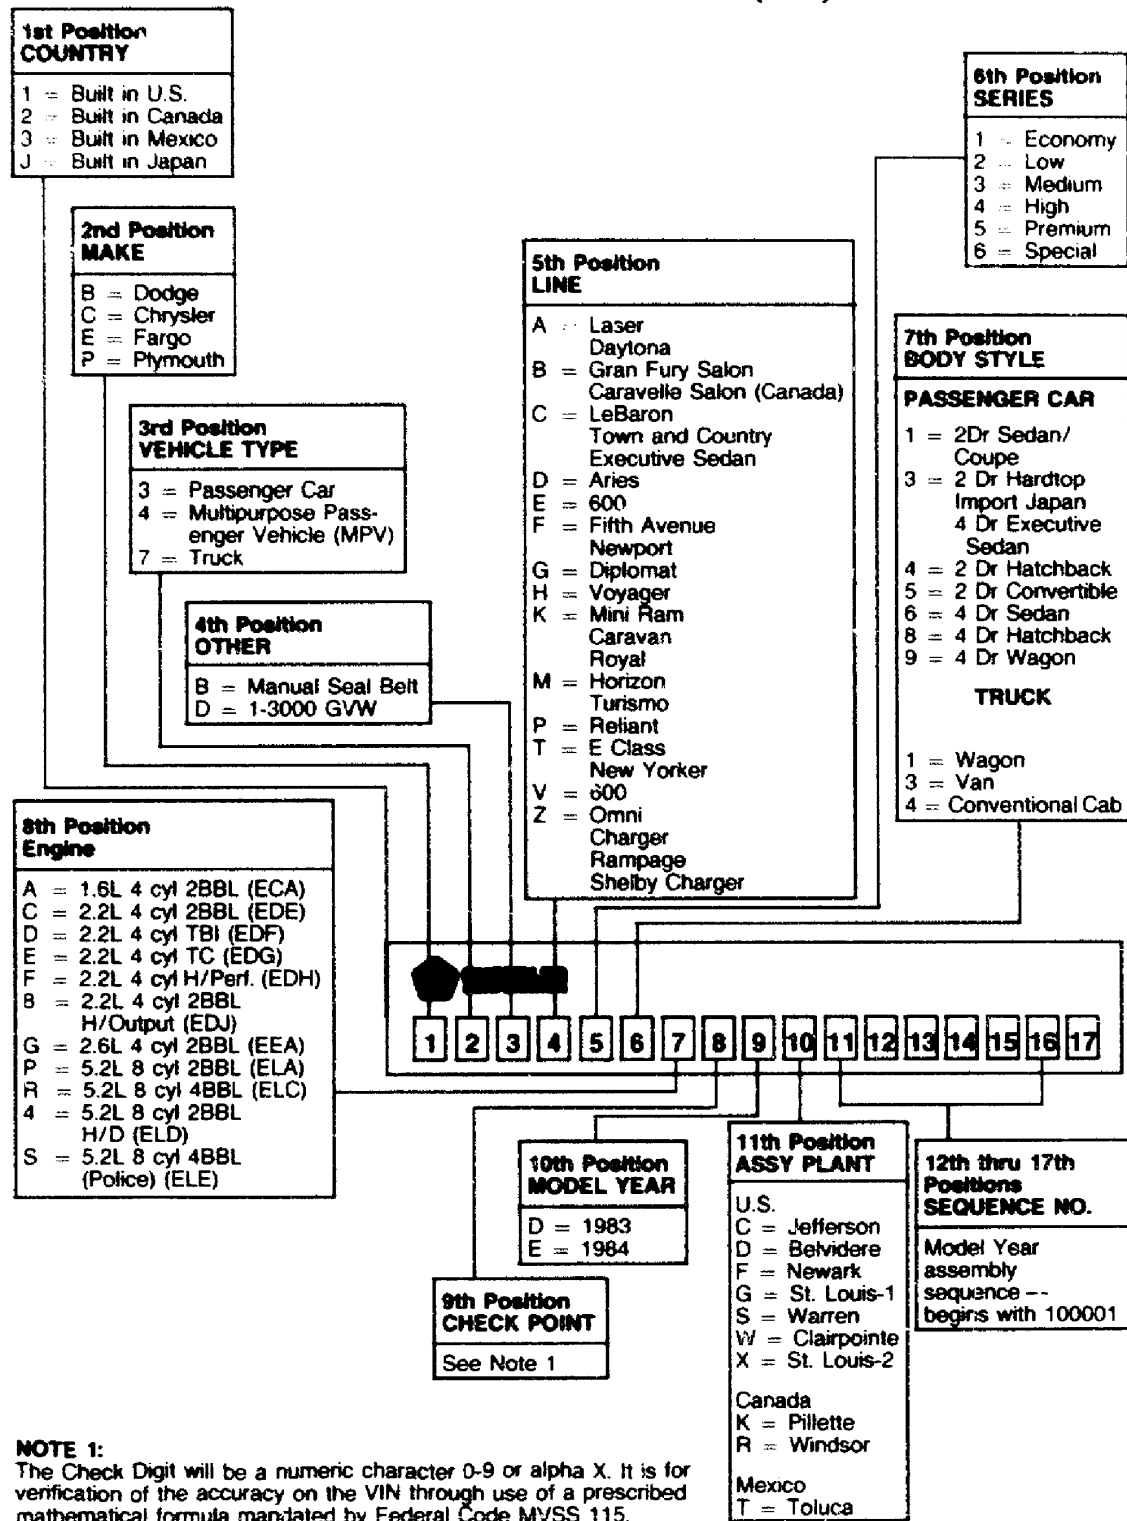 1st Position
COUNTRY
1 = Built in U.S.
2 = Built in Canada
3 = Built in Mexico
J = Built in Japan
2nd Position
MAKE
B = Dodge
C = Chrysler
E = Fargo
P = Plymouth
3rd Position
VEHICLE TYPE
3 = Passenger Car
4 = Multipurpose Pass-
enger Vehicle (MPV)
7 = Truck
4th Position
OTHER
B = Manual Seal Belt
D = 1-3000 GVW
5th Position
LINE
A = Laser
Daytona
B = Gran Fury Salon
Caravelle Salon (Canada)
C = LeBaron
Town and Country
Executive Sedan
D = Aries
E = 600
F = Fifth Avenue
Newport
G = Diplomat
H = Voyager
K = Mini Ram
Caravan
Royal
M = Horizon
Turismo
P = Reliant
T = E Class
New Yorker
V = 600
Z = Omni
Charger
Rampage
Shelby Charger
6th Position
SERIES
1 = Economy
2 = Low
3 = Medium
4 = High
5 = Premium
6 = Special
7th Position
BODY STYLE
PASSENGER CAR
1 = 2Dr Sedan/
Coupe
3 = 2 Dr Hardtop
Import Japan
4 Dr Executive
Sedan
4 = 2 Dr Hatchback
5 = 2 Dr Convertible
6 = 4 Dr Sedan
8 = 4 Dr Hatchback
9 = 4 Dr Wagon
TRUCK
1 = Wagon
3 = Van
4 = Conventional Cab
8th Position
Engine
A = 1.6L 4 cyl 2BBL (ECA)
C = 2.2L 4 cyl 2BBL (EDE)
D = 2.2L 4 cyl TBI (EDF)
E = 2.2L 4 cyl TC (EDG)
F = 2.2L 4 cyl H/Perf. (EDH)
8 = 2.2L 4 cyl 2BBL
H/Output (EDJ)
G = 2.6L 4 cyl 2BBL (EEA)
P = 5.2L 8 cyl 2BBL (ELA)
R = 5.2L 8 cyl 4BBL (ELC)
4 = 5.2L 8 cyl 2BBL
H/D (ELD)
S = 5.2L 8 cyl 4BBL
(Police) (ELE)
1 2 3 4 5 6 7 8 9 10 11 12 13 14 15 16 17
9th Position
CHECK POINT
See Note 1
10th Position
MODEL YEAR
D = 1983
E = 1984
11th Position
ASSY PLANT
U.S.
C = Jefferson
D = Belvidere
F = Newark
G = St. Louis-1
S = Warren
W = Clairpointe
X = St. Louis-2
Canada
K = Pillette
R = Windsor
Mexico
T = Toluca
12th thru 17th
Positions
SEQUENCE NO.
Model Year
assembly
sequence --
begins with 100001
NOTE 1:
The Check Digit will be a numeric character 0-9 or alpha X. It is for
verification of the accuracy on the VIN through use of a prescribed
mathematical formula mandated by Federal Code MVSS 115.